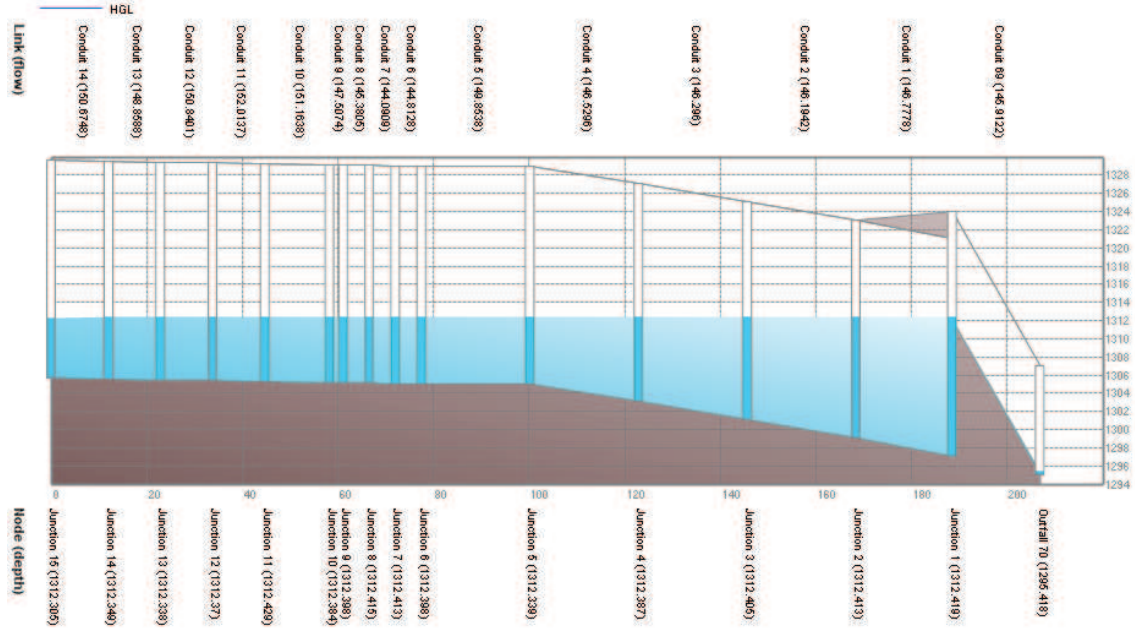 HGL
Link (flow)
Conduit 14 (150.6748)
Conduit 13 (148.8588)
Conduit 12 (150.8401)
Conduit 11 (152.0137)
Conduit 10 (151.1638)
Conduit 9 (147.5074)
Conduit 8 (145.3805)
Conduit 7 (144.0909)
Conduit 6 (144.8128)
Conduit 5 (149.8538)
Conduit 4 (146.5296)
Conduit 3 (146.296)
Conduit 2 (146.1942)
Conduit 1 (146.7778)
Conduit 69 (145.9122)
1328
1326
1324
1322
1320
1318
1316
1314
1312
1310
1308
1306
1304
1302
1300
1298
1296
1294
0
20
40
60
80
100
120
140
160
180
200
Node (depth)
Junction 15 (1312.305)
Junction 14 (1312.349)
Junction 13 (1312.338)
Junction 12 (1312.37)
Junction 11 (1312.429)
Junction 10 (1312.384)
Junction 9 (1312.398)
Junction 8 (1312.415)
Junction 7 (1312.413)
Junction 6 (1312.398)
Junction 5 (1312.339)
Junction 4 (1312.387)
Junction 3 (1312.405)
Junction 2 (1312.413)
Junction 1 (1312.419)
Outfall 70 (1295.418)